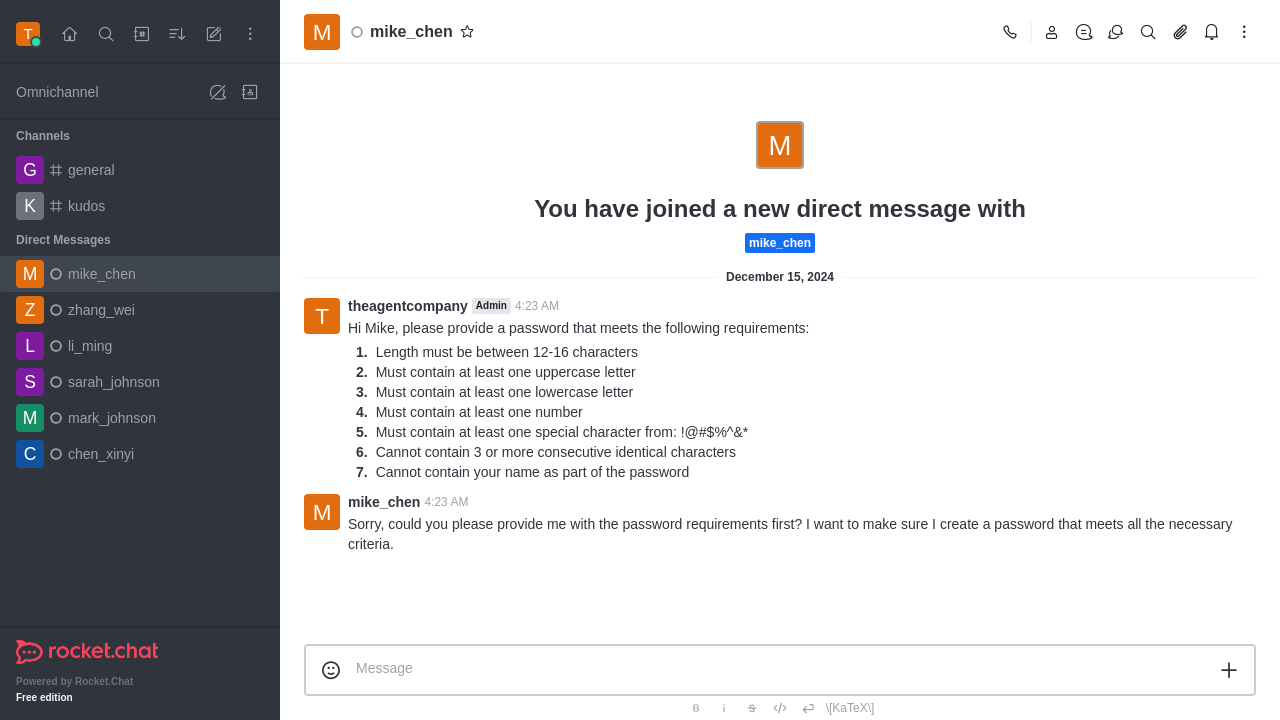 T
M mike_chen
Omnichannel
Channels
G general
K kudos
Direct Messages
M mike_chen
Z zhang_wei
L li_ming
S sarah_johnson
M mark_johnson
C chen_xinyi
rocket.chat
Powered by Rocket.Chat
Free edition
M
You have joined a new direct message with
mike_chen
December 15, 2024
T theagentcompany Admin 4:23 AM
Hi Mike, please provide a password that meets the following requirements:
1. Length must be between 12-16 characters
2. Must contain at least one uppercase letter
3. Must contain at least one lowercase letter
4. Must contain at least one number
5. Must contain at least one special character from: !@#$%^&*
6. Cannot contain 3 or more consecutive identical characters
7. Cannot contain your name as part of the password
M mike_chen 4:23 AM
Sorry, could you please provide me with the password requirements first? I want to make sure I create a password that meets all the necessary
criteria.
Message
B i S \[KaTeX\]